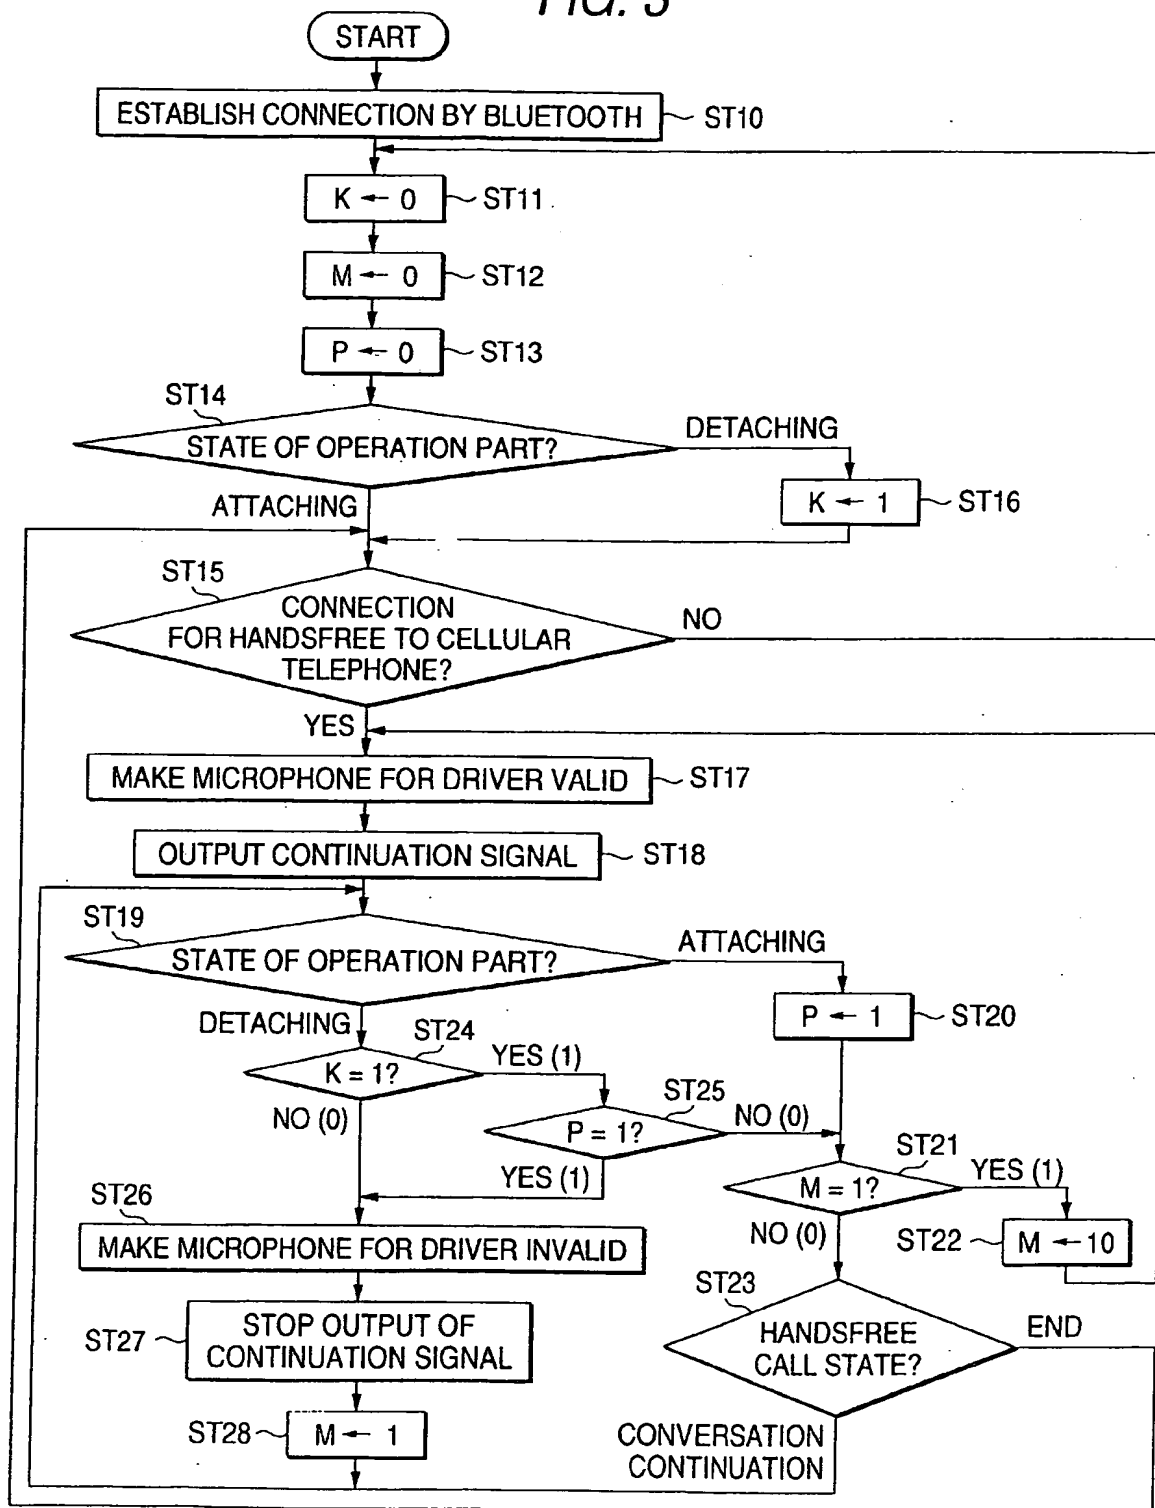 FIG. 3
START
ESTABLISH CONNECTION BY BLUETOOTH
ST10
K ← 0
ST11
M ← 0
ST12
P ← 0
ST13
ST14
STATE OF OPERATION PART?
DETACHING
ATTACHING
K ← 1
ST16
ST15
CONNECTION
FOR HANDSFREE TO CELLULAR
TELEPHONE?
NO
YES
MAKE MICROPHONE FOR DRIVER VALID
ST17
OUTPUT CONTINUATION SIGNAL
ST18
ST19
STATE OF OPERATION PART?
ATTACHING
DETACHING
P ← 1
ST20
ST24
K = 1?
YES (1)
NO (0)
ST25
P = 1?
NO (0)
YES (1)
ST21
M = 1?
YES (1)
NO (0)
ST22
M ← 10
ST26
MAKE MICROPHONE FOR DRIVER INVALID
ST23
HANDSFREE
CALL STATE?
END
ST27
STOP OUTPUT OF
CONTINUATION SIGNAL
ST28
M ← 1
CONVERSATION
CONTINUATION